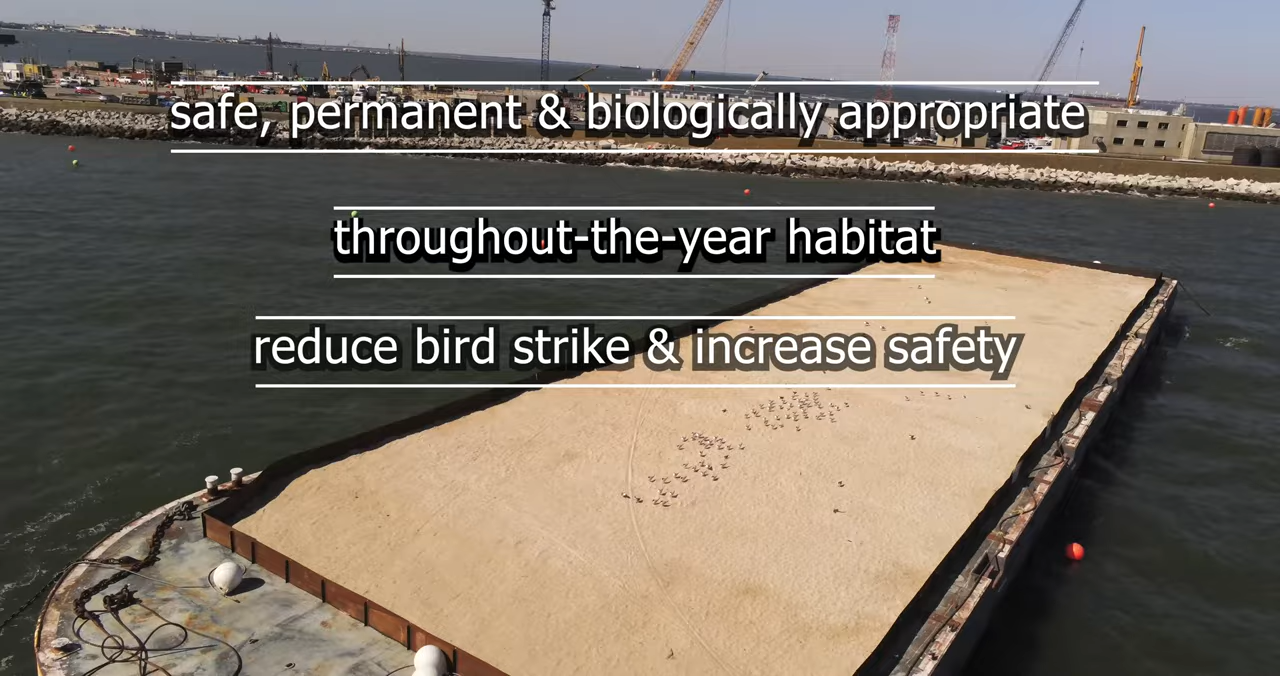 safe, permanent & biologically appropriate
throughout-the-year habitat
reduce bird strike & increase safety